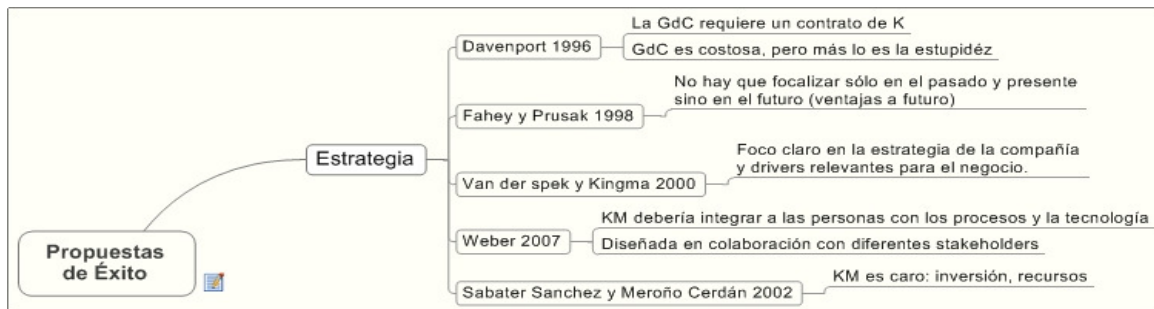 Propuestas
de Éxito
Estrategia
Davenport 1996
La GdC requiere un contrato de K
GdC es costosa, pero más lo es la estupidéz
Fahey y Prusak 1998
No hay que focalizar sólo en el pasado y presente
sino en el futuro (ventajas a futuro)
Van der spek y Kingma 2000
Foco claro en la estrategia de la compañía
y drivers relevantes para el negocio.
Weber 2007
KM debería integrar a las personas con los procesos y la tecnología
Diseñada en colaboración con diferentes stakeholders
Sabater Sanchez y Meroño Cerdán 2002
KM es caro: inversión, recursos